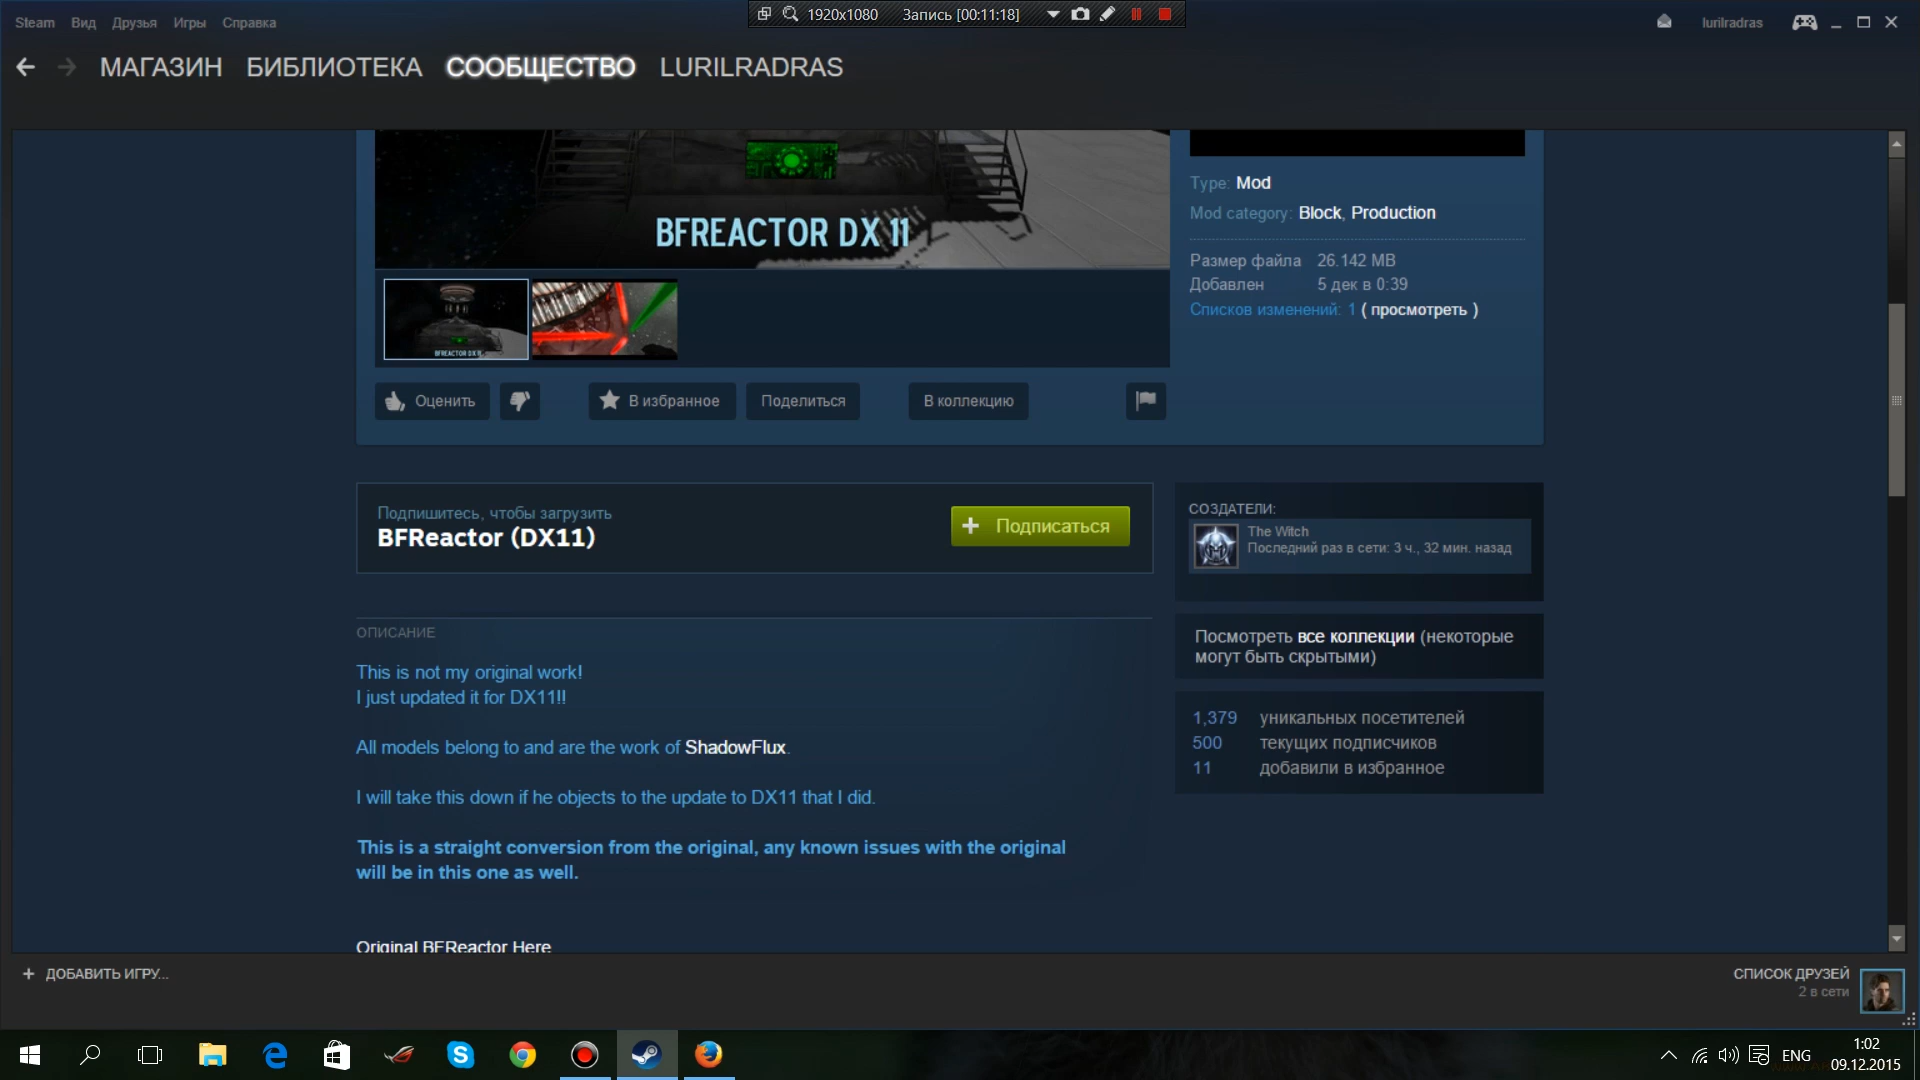 1920x1080 Запись [00:11:18]
Steam Вид Друзья Игры Справка
lurilradras
МАГАЗИН БИБЛИОТЕКА СООБЩЕСТВО LURILRADRAS
BFREACTOR DX 11
BFREACTOR DX 11
Type: Mod
Mod category: Block, Production
Размер файла 26.142 MB
Добавлен 5 дек в 0:39
Списков изменений: 1 ( просмотреть )
Оценить В избранное Поделиться В коллекцию
Подпишитесь, чтобы загрузить
BFReactor (DX11)
+ Подписаться
СОЗДАТЕЛИ:
The Witch
Последний раз в сети: 3 ч., 32 мин. назад
Посмотреть все коллекции (некоторые
могут быть скрытыми)
1,379 уникальных посетителей
500 текущих подписчиков
11 добавили в избранное
ОПИСАНИЕ
This is not my original work!
I just updated it for DX11!!
All models belong to and are the work of ShadowFlux.
I will take this down if he objects to the update to DX11 that I did.
This is a straight conversion from the original, any known issues with the original
will be in this one as well.
Original BFReactor Here
+ ДОБАВИТЬ ИГРУ...
СПИСОК ДРУЗЕЙ
2 в сети
ENG
1:02
09.12.2015